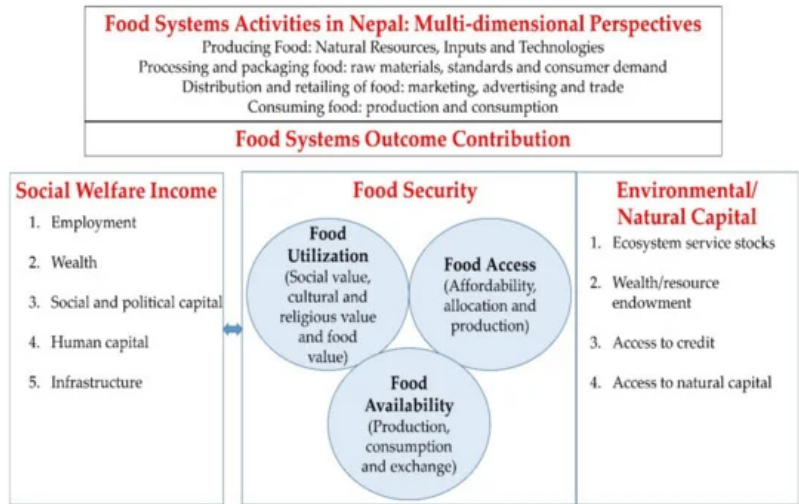 Food Systems Activities in Nepal: Multi-dimensional Perspectives
Producing Food: Natural Resources, Inputs and Technologies
Processing and packaging food: raw materials, standards and consumer demand
Distribution and retailing of food: marketing, advertising and trade
Consuming food: production and consumption
Food Systems Outcome Contribution
Social Welfare Income
1. Employment
2. Wealth
3. Social and political capital
4. Human capital
5. Infrastructure
Food Security
Food
Utilization
(Social value,
cultural and
religious value
and food
value)
Food Access
(Affordability,
allocation and
production)
Food
Availability
(Production,
consumption
and exchange)
Environmental/
Natural Capital
1. Ecosystem service stocks
2. Wealth/resource
endowment
3. Access to credit
4. Access to natural capital